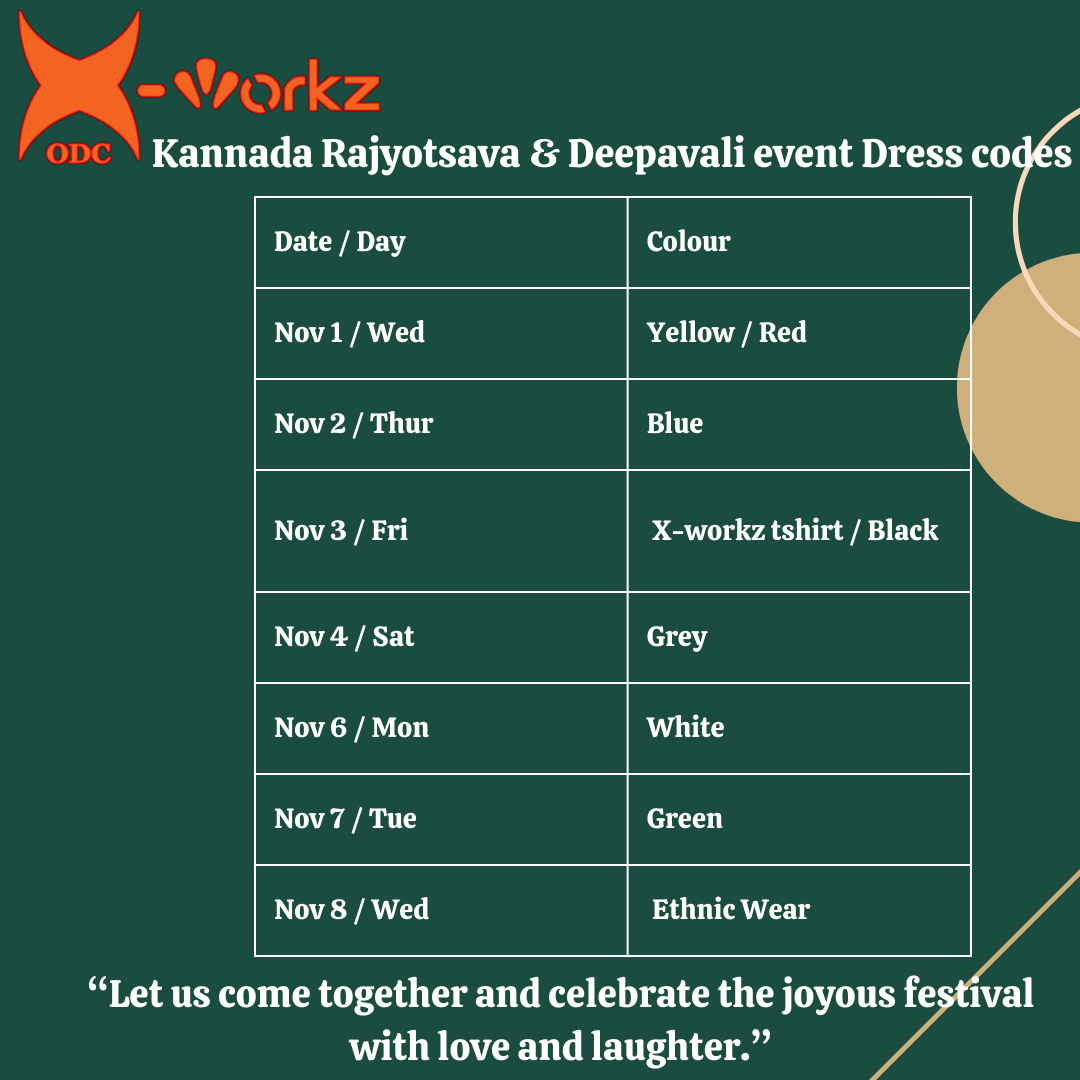 X-Workz
ODC
Kannada Rajyotsava & Deepavali event Dress codes
Date / Day Colour
Nov 1 / Wed Yellow / Red
Nov 2 / Thur Blue
Nov 3 / Fri X-workz tshirt / Black
Nov 4 / Sat Grey
Nov 6 / Mon White
Nov 7 / Tue Green
Nov 8 / Wed Ethnic Wear
“Let us come together and celebrate the joyous festival
with love and laughter.”